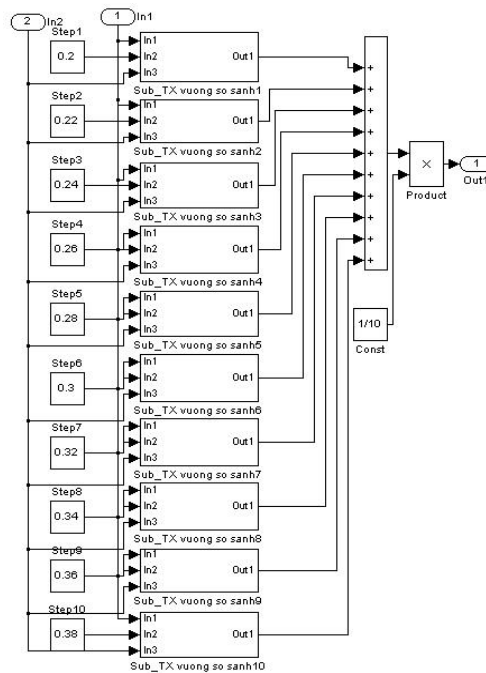 2 In2
1 In1
Step1
0.2
In1
In2
In3
Out1
Sub_TX vuong so sanh1
Step2
0.22
In1
In2
In3
Out1
Sub_TX vuong so sanh2
Step3
0.24
In1
In2
In3
Out1
Sub_TX vuong so sanh3
Step4
0.26
In1
In2
In3
Out1
Sub_TX vuong so sanh4
Step5
0.28
In1
In2
In3
Out1
Sub_TX vuong so sanh5
Step6
0.3
In1
In2
In3
Out1
Sub_TX vuong so sanh6
Step7
0.32
In1
In2
In3
Out1
Sub_TX vuong so sanh7
Step8
0.34
In1
In2
In3
Out1
Sub_TX vuong so sanh8
Step9
0.36
In1
In2
In3
Out1
Sub_TX vuong so sanh9
Step10
0.38
In1
In2
In3
Out1
Sub_TX vuong so sanh10
+
+
+
+
+
+
+
+
+
+
×
Product
1
Out1
1/10
Const